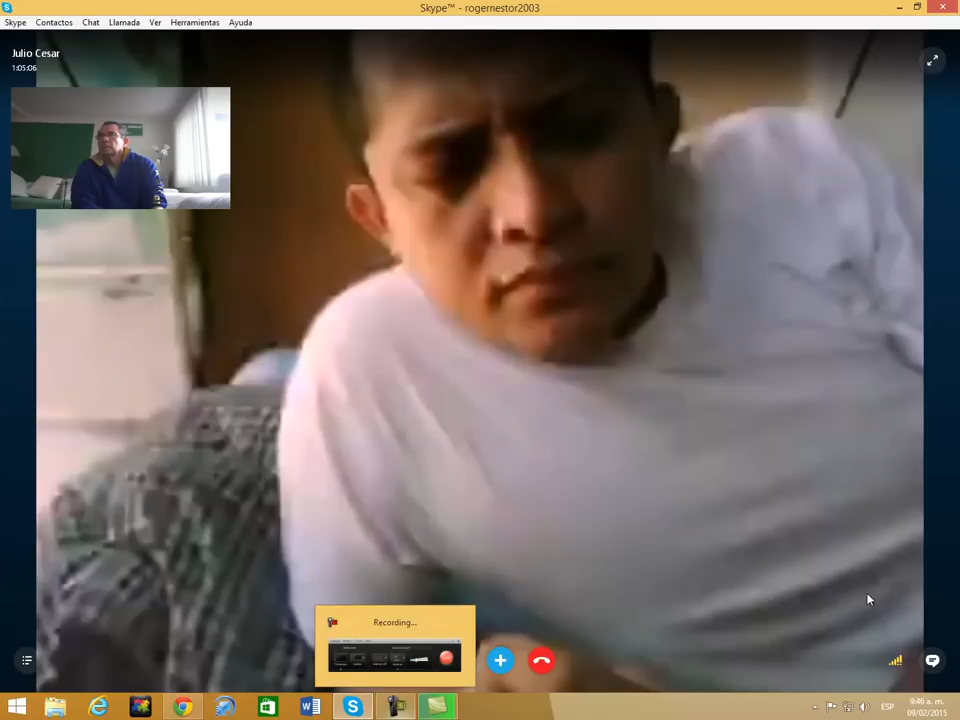 Skype™ - rogernestor2003
Skype Contactos Chat Llamada Ver Herramientas Ayuda
Julio Cesar
1:05:06
Recording...
ESP
9:46 a. m.
09/02/2015